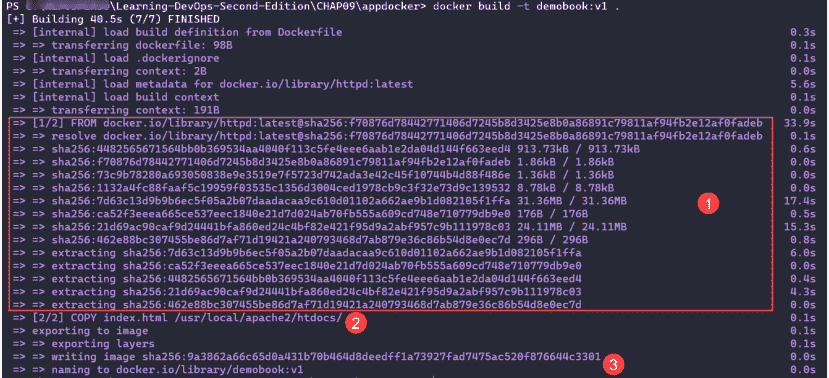 PS \Learning-DevOps-Second-Edition\CHAP09\appdocker> docker build -t demobook:v1 .
[+] Building 40.5s (7/7) FINISHED
=> [internal] load build definition from Dockerfile 0.3s
=> => transferring dockerfile: 98B 0.1s
=> [internal] load .dockerignore 0.1s
=> => transferring context: 2B 0.0s
=> [internal] load metadata for docker.io/library/httpd:latest 5.6s
=> [internal] load build context 0.1s
=> => transferring context: 191B 0.0s
=> [1/2] FROM docker.io/library/httpd:latest@sha256:f70876d78442771406d7245b8d3425e8b0a86891c79811af94fb2e12af0fadeb 33.9s
=> => resolve docker.io/library/httpd:latest@sha256:f70876d78442771406d7245b8d3425e8b0a86891c79811af94fb2e12af0fadeb 0.1s
=> => sha256:4482565671564bb0b369534aa4040f113c5fe4eee6aab1e2da04d144f663eed4 913.73kB / 913.73kB 0.6s
=> => sha256:f70876d78442771406d7245b8d3425e8b0a86891c79811af94fb2e12af0fadeb 1.86kB / 1.86kB 0.0s
=> => sha256:73c9b78280a693050838e9e3519e7f5723d742ada3e42c45f10744b4d88f486e 1.36kB / 1.36kB 0.0s
=> => sha256:1132a4fc88faaf5c19959f03535c1356d3004ced1978cb9c3f32e73d9c139532 8.78kB / 8.78kB 0.0s
=> => sha256:7d63c13d9b9b6ec5f05a2b07daadacaa9c610d01102a662ae9b1d082105f1ffa 31.36MB / 31.36MB 17.4s
1
=> => sha256:ca52f3eeea665ce537eec1840e21d7d024ab70fb555a609cd748e710779db9e0 176B / 176B 0.5s
=> => sha256:21d69ac90caf9d24441bfa860ed24c4bf82e421f95d9a2abf957c9b111978c03 24.11MB / 24.11MB 15.3s
=> => sha256:462e88bc307455be86d7af71d19421a240793468d7ab879e36c86b54d8e0ec7d 296B / 296B 0.8s
=> => extracting sha256:7d63c13d9b9b6ec5f05a2b07daadacaa9c610d01102a662ae9b1d082105f1ffa 6.0s
=> => extracting sha256:ca52f3eeea665ce537eec1840e21d7d024ab70fb555a609cd748e710779db9e0 0.0s
=> => extracting sha256:4482565671564bb0b369534aa4040f113c5fe4eee6aab1e2da04d144f663eed4 0.4s
=> => extracting sha256:21d69ac90caf9d24441bfa860ed24c4bf82e421f95d9a2abf957c9b111978c03 4.3s
=> => extracting sha256:462e88bc307455be86d7af71d19421a240793468d7ab879e36c86b54d8e0ec7d 0.0s
=> [2/2] COPY index.html /usr/local/apache2/htdocs/ 2 0.1s
=> exporting to image 0.1s
=> => exporting layers 0.1s
=> => writing image sha256:9a3862a66c65d0a431b70b464d8deedff1a73927fad7475ac520f876644c3301 3 0.0s
=> => naming to docker.io/library/demobook:v1 0.0s